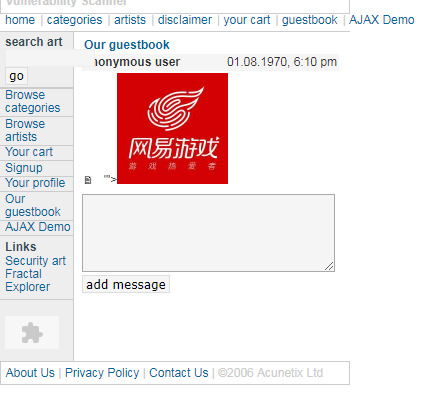 Vulnerability Scanner
home | categories | artists | disclaimer | your cart | guestbook | AJAX Demo
search art
go
Browse
categories
Browse
artists
Your cart
Signup
Your profile
Our
guestbook
AJAX Demo
Links
Security art
Fractal
Explorer
Our guestbook
nonymous user 01.08.1970, 6:10 pm
网易游戏
游戏热爱者
"'">
add message
About Us | Privacy Policy | Contact Us | ©2006 Acunetix Ltd